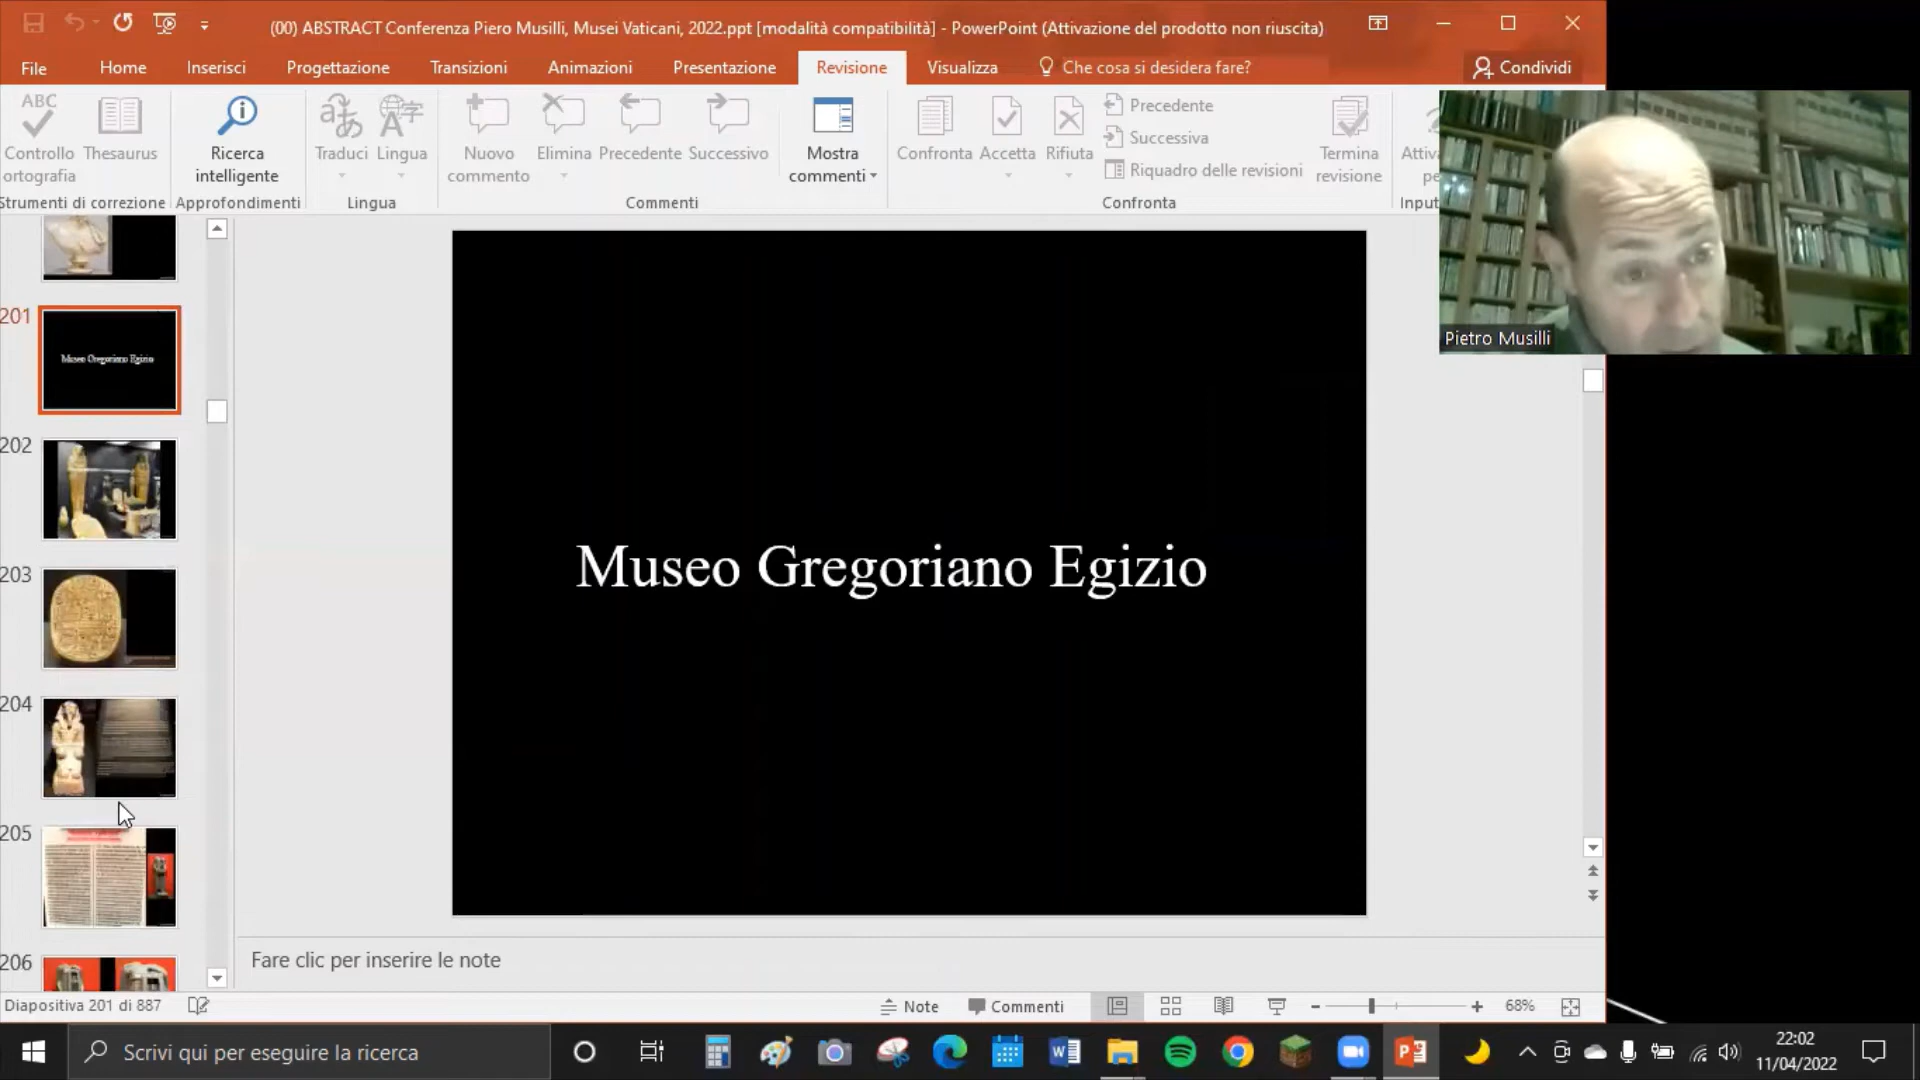 (00) ABSTRACT Conferenza Piero Musilli, Musei Vaticani, 2022.ppt [modalità compatibilità] - PowerPoint (Attivazione del prodotto non riuscita)
File Home Inserisci Progettazione Transizioni Animazioni Presentazione Revisione Visualizza Che cosa si desidera fare? Condividi
ABC
Controllo
ortografia
Thesaurus
Ricerca
intelligente
Traduci
Lingua
Nuovo
commento
Elimina
Precedente
Successivo
Mostra
commenti
Confronta
Accetta
Rifiuta
Precedente
Successiva
Riquadro delle revisioni
Termina
revisione
Strumenti di correzione Approfondimenti Lingua Commenti Confronta
Pietro Musilli
201
Museo Gregoriano Egizio
202
203
204
205
206
Museo Gregoriano Egizio
Fare clic per inserire le note
Diapositiva 201 di 887 Note Commenti 68%
Scrivi qui per eseguire la ricerca
22:02
11/04/2022